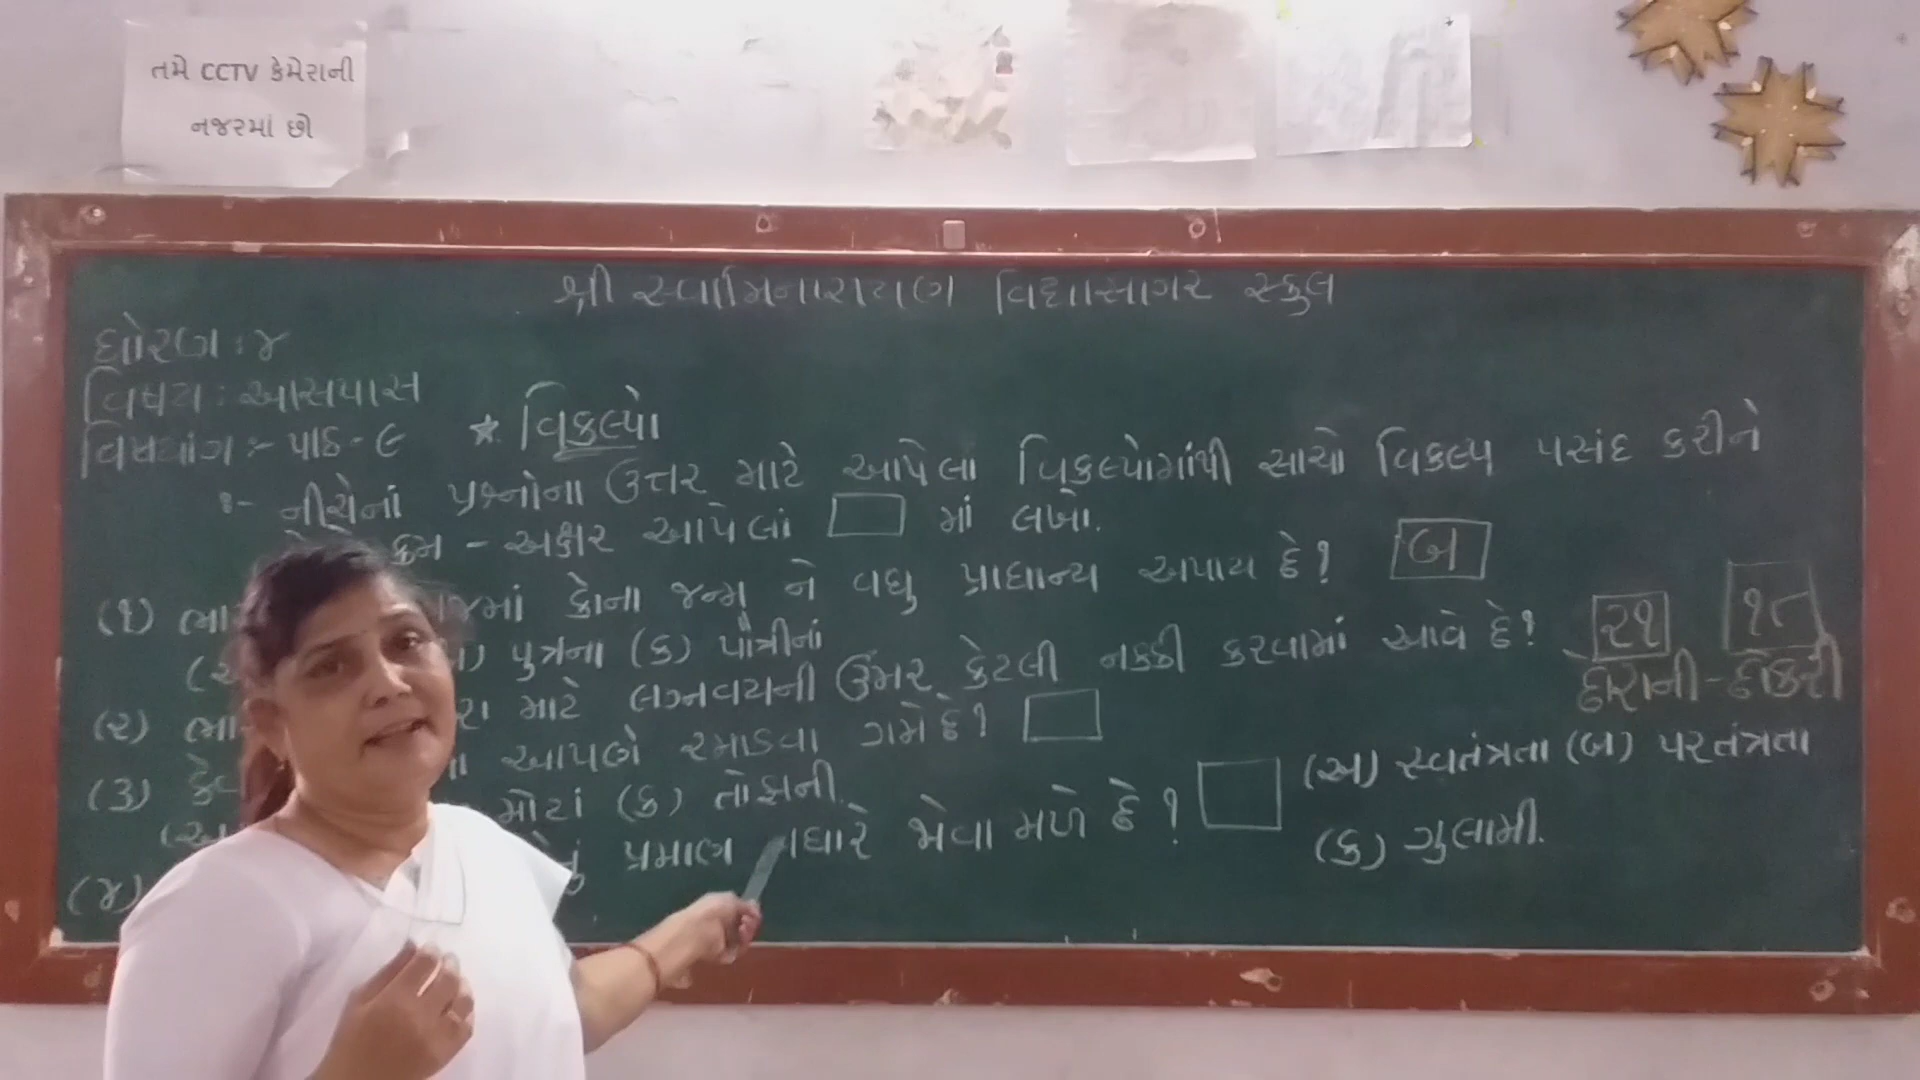 તમે CCTV કેમેરાની
નજરમાં છો
શ્રી સ્વામિનારાયણ વિદ્યાસાગર સ્કુલ
ધોરણ : ૪
વિષય : આસપાસ
વિષયાંગ :- પાઠ - ૯
★ વિકલ્પો
૧- નીચેનાં પ્રશ્નોના ઉત્તર માટે આપેલા વિકલ્પોમાંથી સાચો વિકલ્પ પસંદ કરીને
ક્રમ - અક્ષર આપેલાં માં લખો.
(૧) કોના જન્મ ને વધુ પ્રાધાન્ય અપાય છે? બ
પુત્રના (ક) પૌત્રીનાં
(૨) માટે લગ્નવયની ઉંમર કેટલી નક્કી કરવામાં આવે છે? ૨૧ ૧૮
છોરાની - છોકરી
(૩) આપણે રમાડવા ગમે છે?
મોટાં (ક) તોફાની
(૪) પ્રમાણ વધારે જોવા મળે છે? (અ) સ્વતંત્રતા (બ) પરતંત્રતા
(ક) ગુલામી.